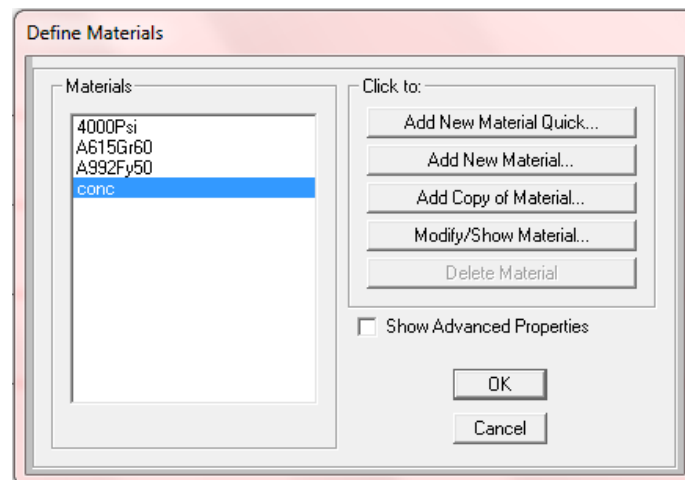 Define Materials
Materials
4000Psi
A615Gr60
A992Fy50
conc
Click to:
Add New Material Quick...
Add New Material...
Add Copy of Material...
Modify/Show Material...
Delete Material
Show Advanced Properties
OK
Cancel